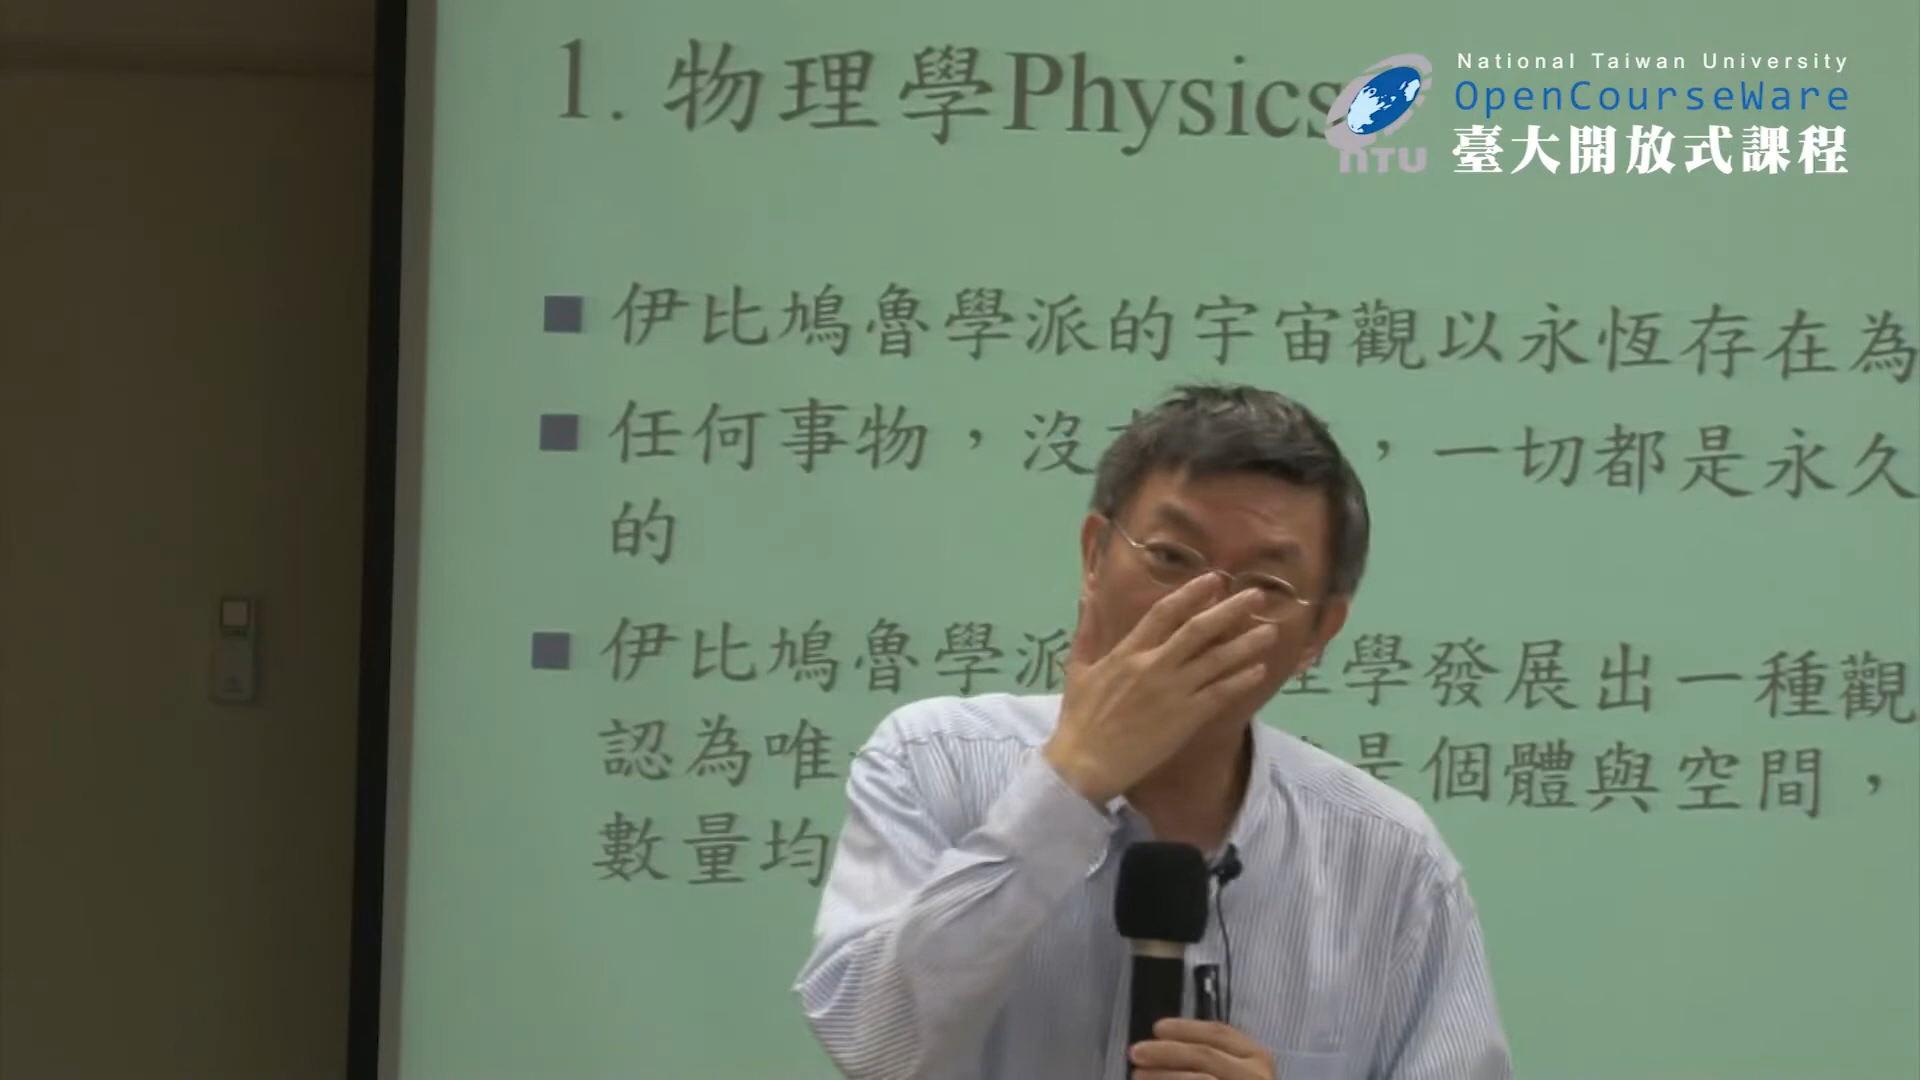 1. 物理學Physics
National Taiwan University
OpenCourseWare
臺大開放式課程
NTU
伊比鳩魯學派的宇宙觀以永恆存在為
任何事物，沒，一切都是永久
的
伊比鳩魯學派理學發展出一種觀
認為唯是個體與空間，
數量均